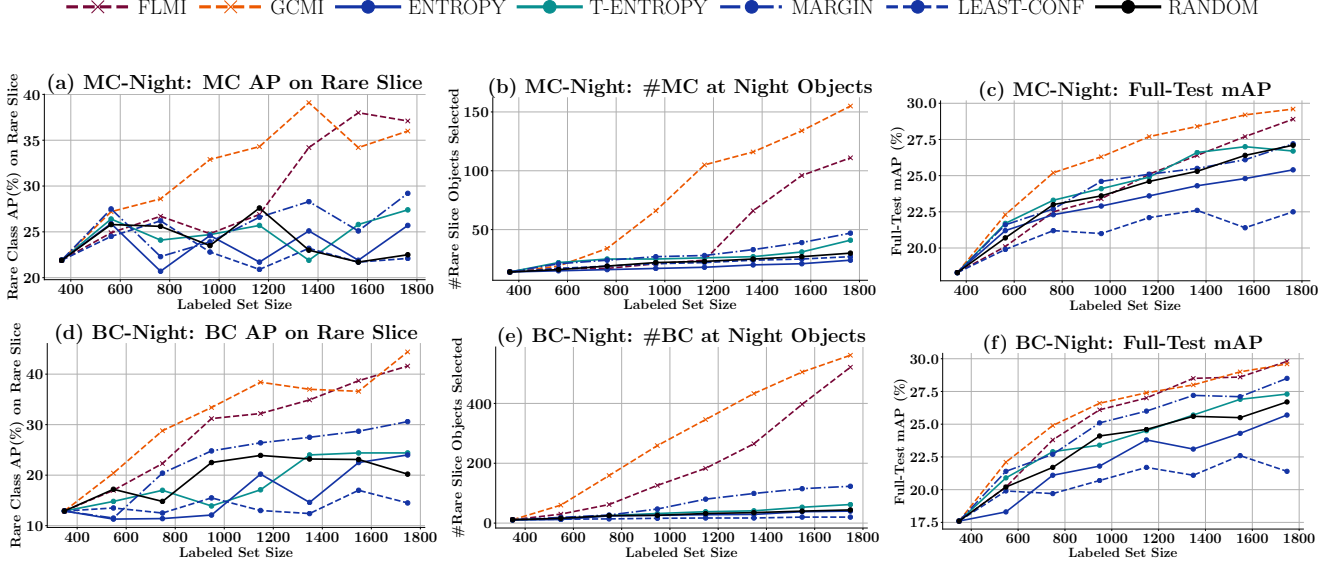 FLMI GCMI ENTROPY T-ENTROPY MARGIN LEAST-CONF RANDOM
(a) MC-Night: MC AP on Rare Slice
Rare Class AP(%) on Rare Slice
40
35
30
25
20
400 600 800 1000 1200 1400 1600 1800
Labeled Set Size
(b) MC-Night: #MC at Night Objects
#Rare Slice Objects Selected
150
100
50
400 600 800 1000 1200 1400 1600 1800
Labeled Set Size
(c) MC-Night: Full-Test mAP
Full-Test mAP (%)
30.0
27.5
25.0
22.5
20.0
400 600 800 1000 1200 1400 1600 1800
Labeled Set Size
(d) BC-Night: BC AP on Rare Slice
Rare Class AP(%) on Rare Slice
40
30
20
10
400 600 800 1000 1200 1400 1600 1800
Labeled Set Size
(e) BC-Night: #BC at Night Objects
#Rare Slice Objects Selected
400
200
0
400 600 800 1000 1200 1400 1600 1800
Labeled Set Size
(f) BC-Night: Full-Test mAP
Full-Test mAP (%)
30.0
27.5
25.0
22.5
20.0
17.5
400 600 800 1000 1200 1400 1600 1800
Labeled Set Size